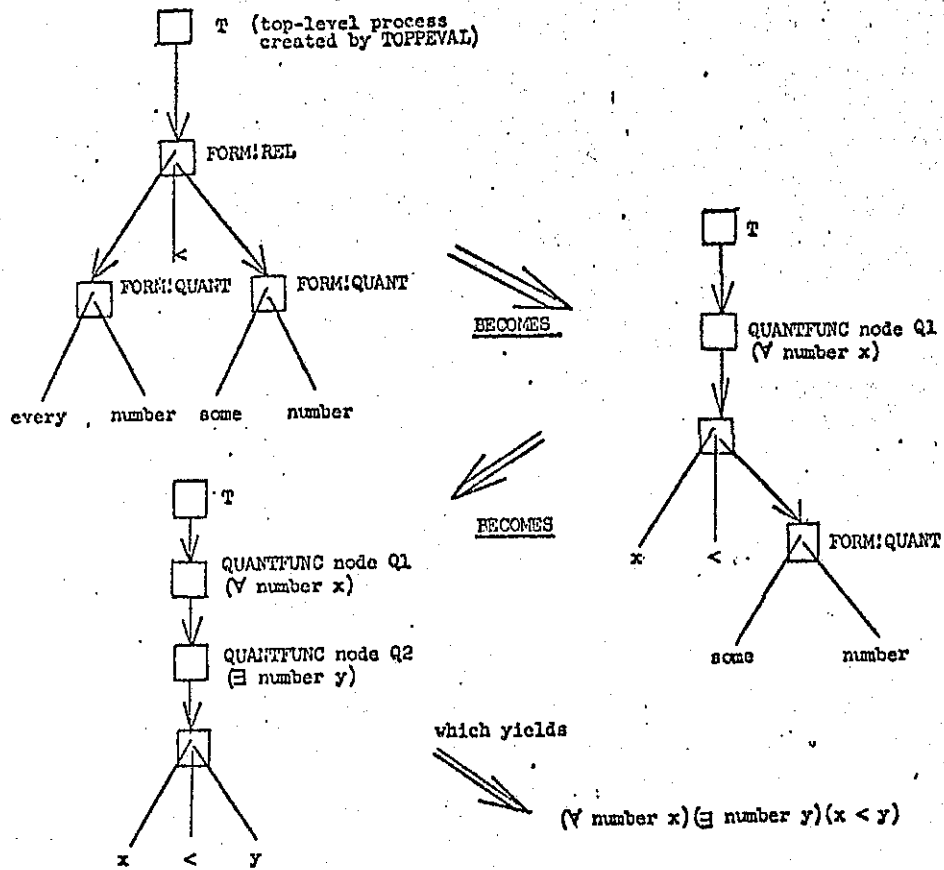 T (top-level process
created by TOPPEVAL)
FORM!REL
<
FORM!QUANT
FORM!QUANT
every number some number
BECOMES
T
QUANTFUNC node Q1
(∀ number x)
x
<
FORM!QUANT
some number
BECOMES
T
QUANTFUNC node Q1
(∀ number x)
QUANTFUNC node Q2
(∃ number y)
x < y
which yields
(∀ number x)(∃ number y)(x < y)